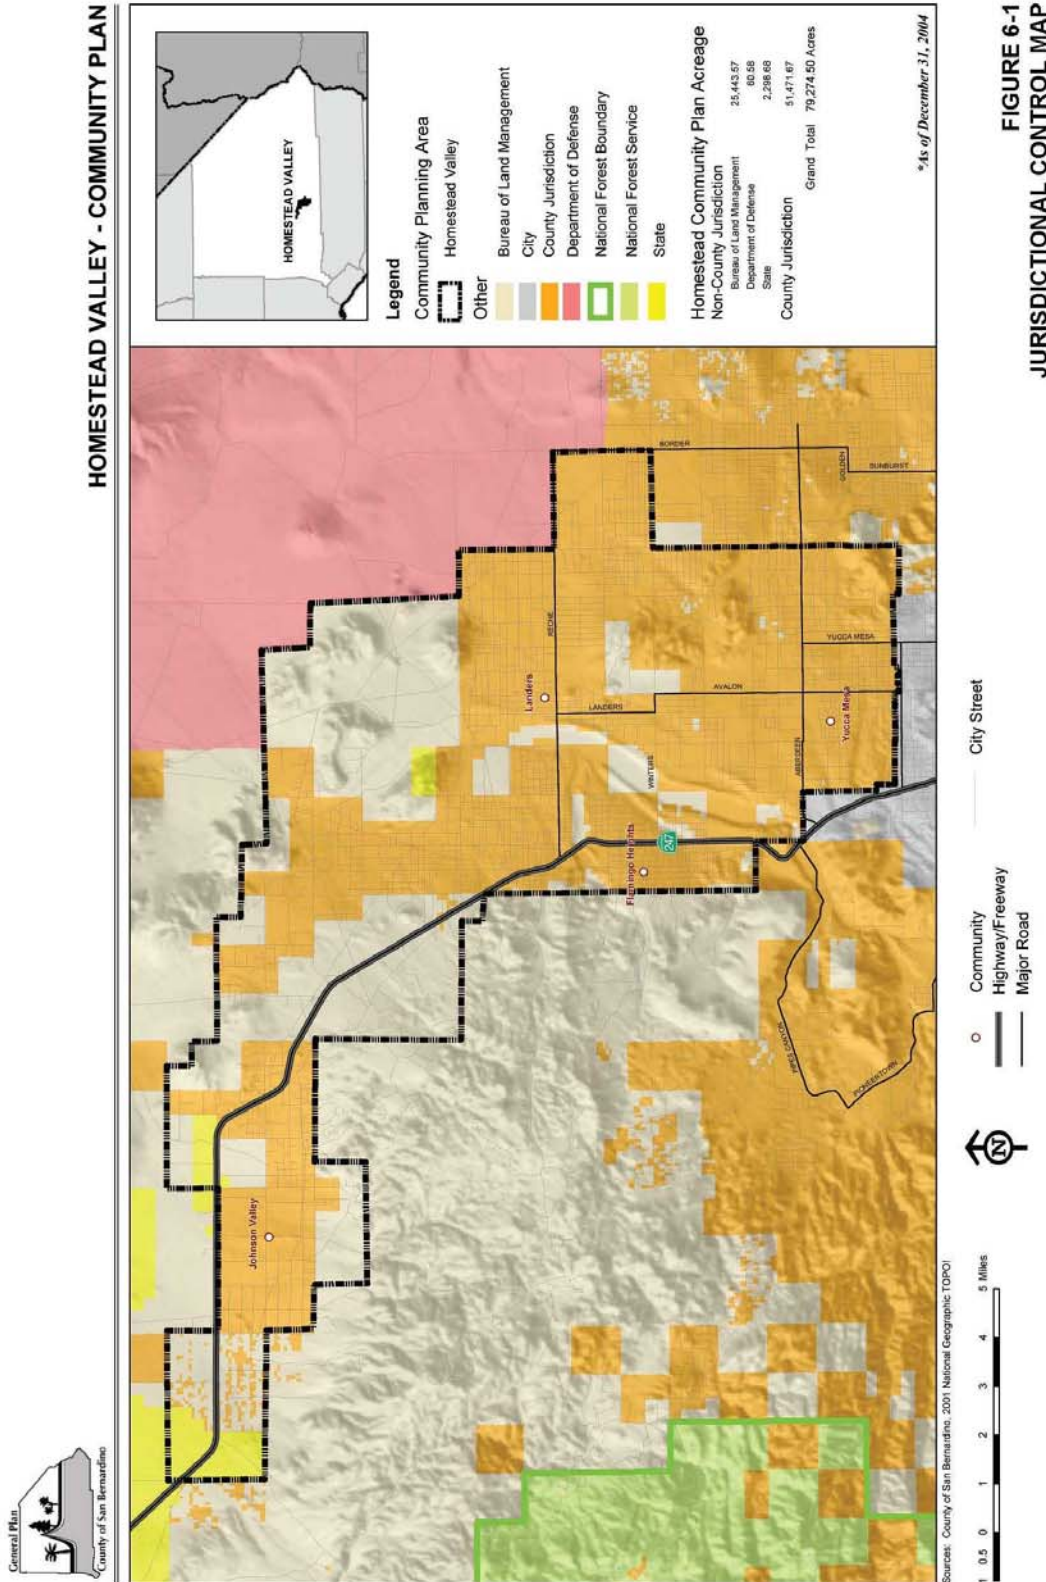 General Plan
County of San Bernardino
HOMESTEAD VALLEY - COMMUNITY PLAN
HOMESTEAD VALLEY
Legend
Community Planning Area
Homestead Valley
Other
Bureau of Land Management
City
County Jurisdiction
Department of Defense
National Forest Boundary
National Forest Service
State
Homestead Community Plan Acreage
Non-County Jurisdiction
Bureau of Land Management 25,443.57
Department of Defense 60.58
State 2,298.68
County Jurisdiction 51,471.67
Grand Total 79,274.50 Acres
*As of December 31, 2004
Johnson Valley
Landers
Flamingo Heights
Yucca Mesa
247
RECHE
LANDERS
AVALON
WINTERS
ABERDEEN
YUCCA MESA
BORDER
GOLDEN
SUNBURST
PIPES CANYON
PIONEERTOWN
Sources: County of San Bernardino, 2001 National Geographic TOPO!
1 0.5 0 1 2 3 4 5 Miles
N
Community
Highway/Freeway
Major Road
City Street
FIGURE 6-1
JURISDICTIONAL CONTROL MAP